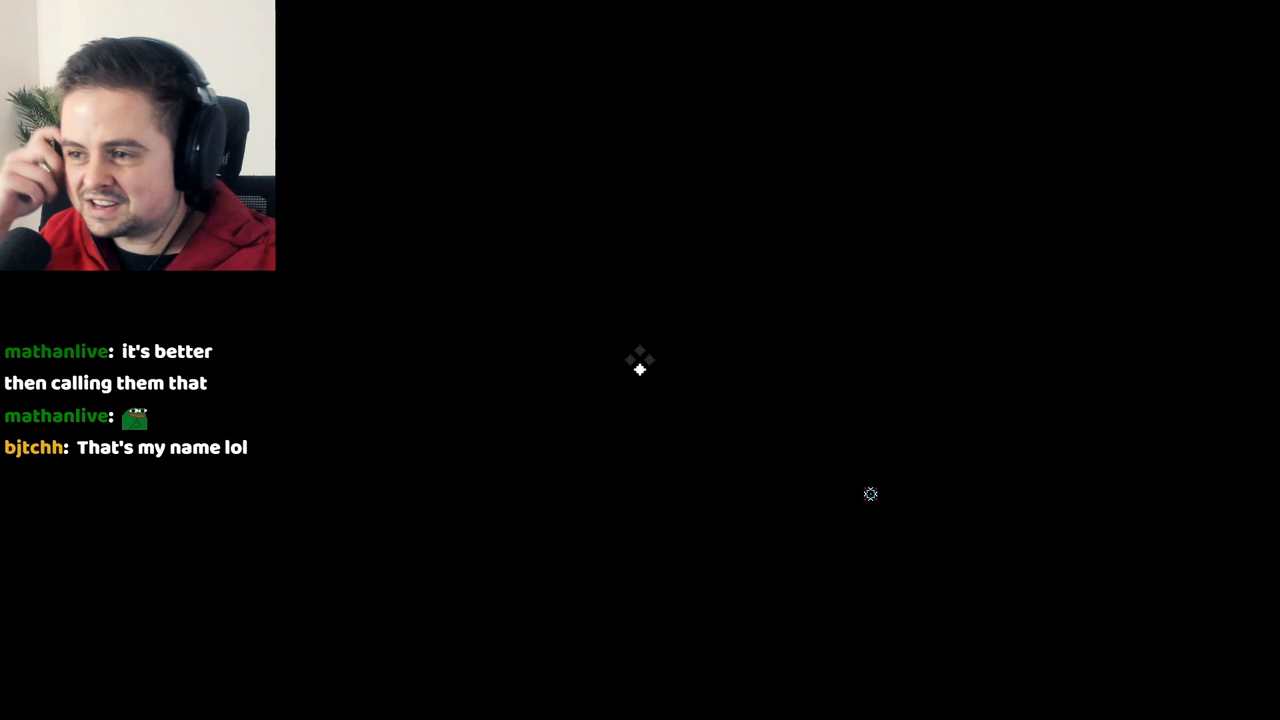 mathanlive: it's better
then calling them that
mathanlive:
bjtchh: That's my name lol